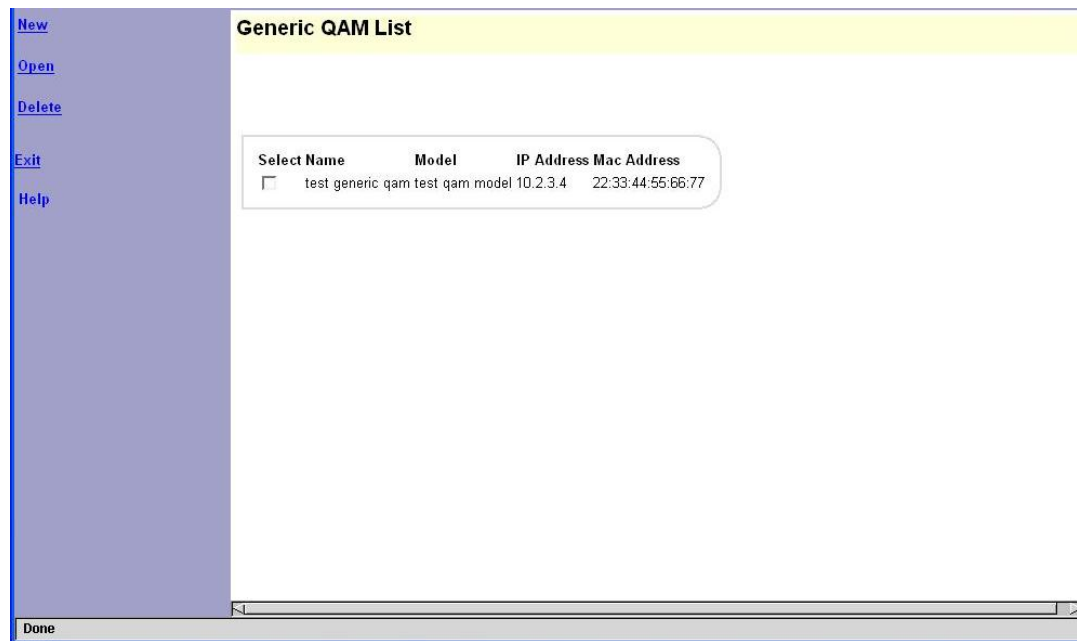 New
Open
Delete
Exit
Help
Generic QAM List
Select Name Model IP Address Mac Address
test generic qam test qam model 10.2.3.4 22:33:44:55:66:77
Done